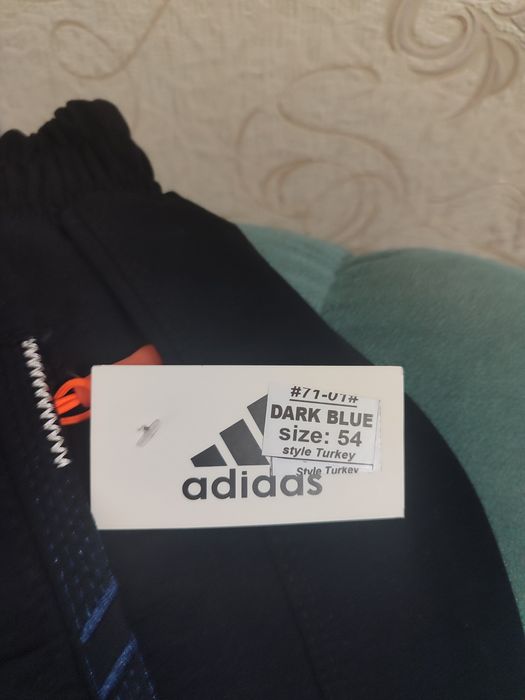 #71-01#
DARK BLUE
size: 54
style Turkey
Style Turkey
adidas